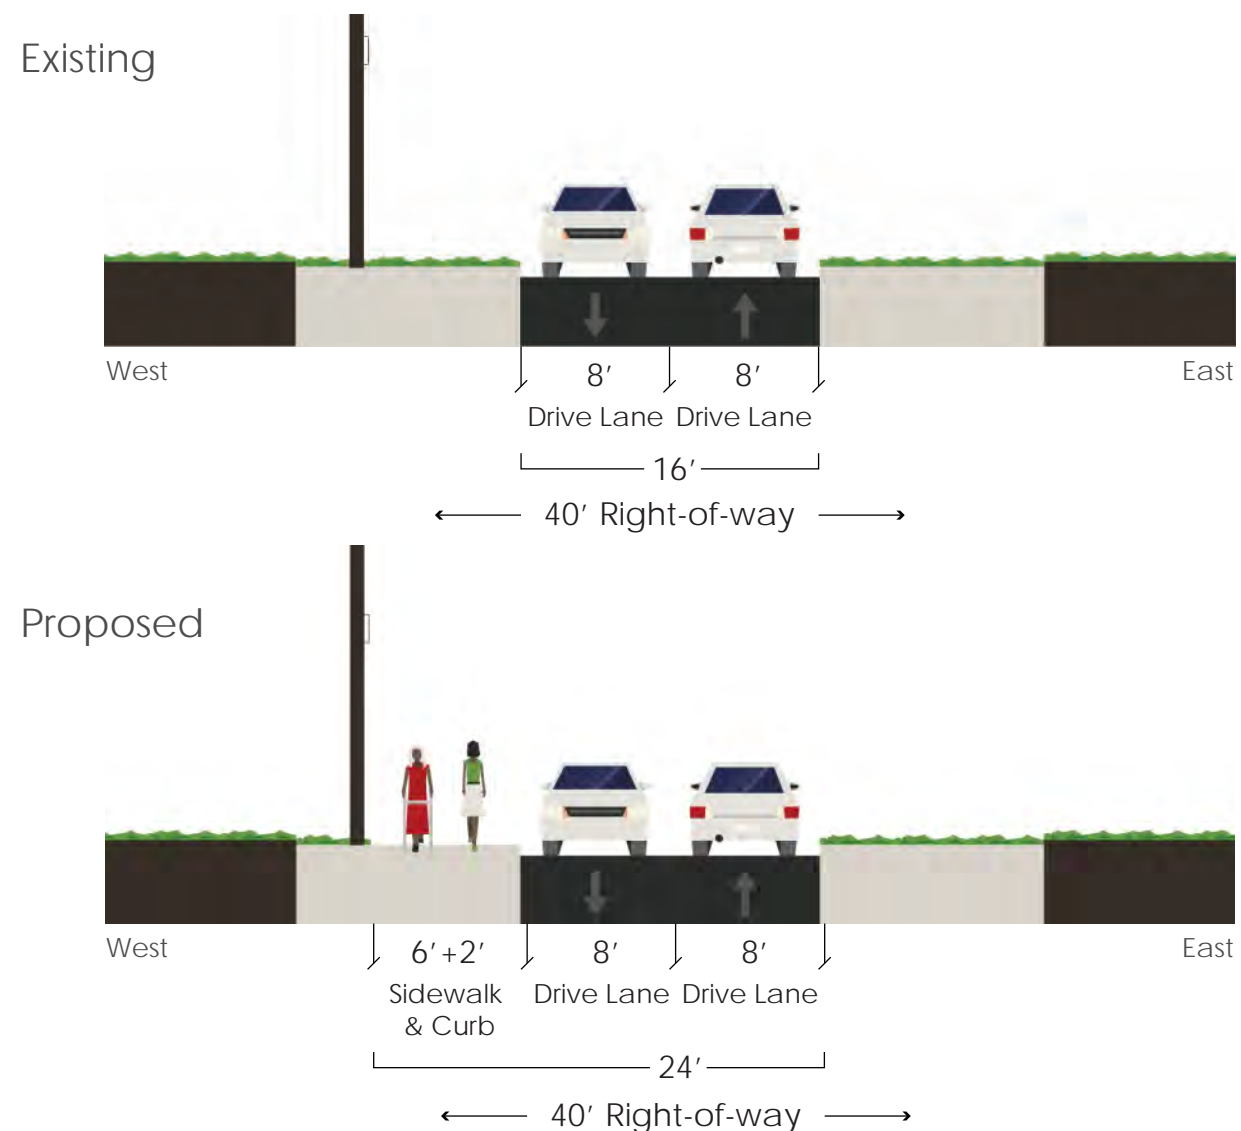 Existing
West
East
8' 8'
Drive Lane Drive Lane
16'
40' Right-of-way
Proposed
West
East
6'+2' 8' 8'
Sidewalk Drive Lane Drive Lane
& Curb
24'
40' Right-of-way